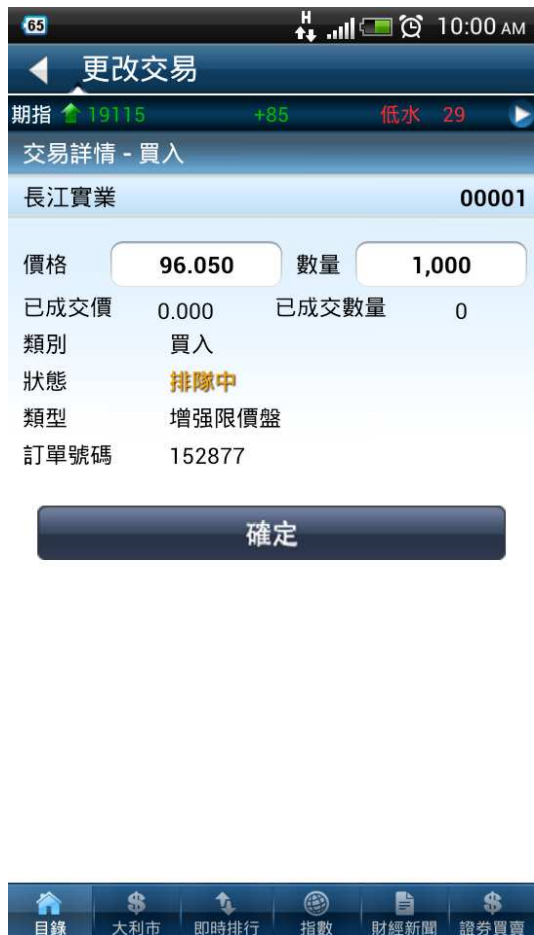 65 H 10:00 AM
更改交易
期指 19115 +85 低水 29
交易詳情 - 買入
長江實業 00001
價格 96.050 數量 1,000
已成交價 0.000 已成交數量 0
類別 買入
狀態 排隊中
類型 增强限價盤
訂單號碼 152877
確定
目錄 大利市 即時排行 指數 財經新聞 證券買賣